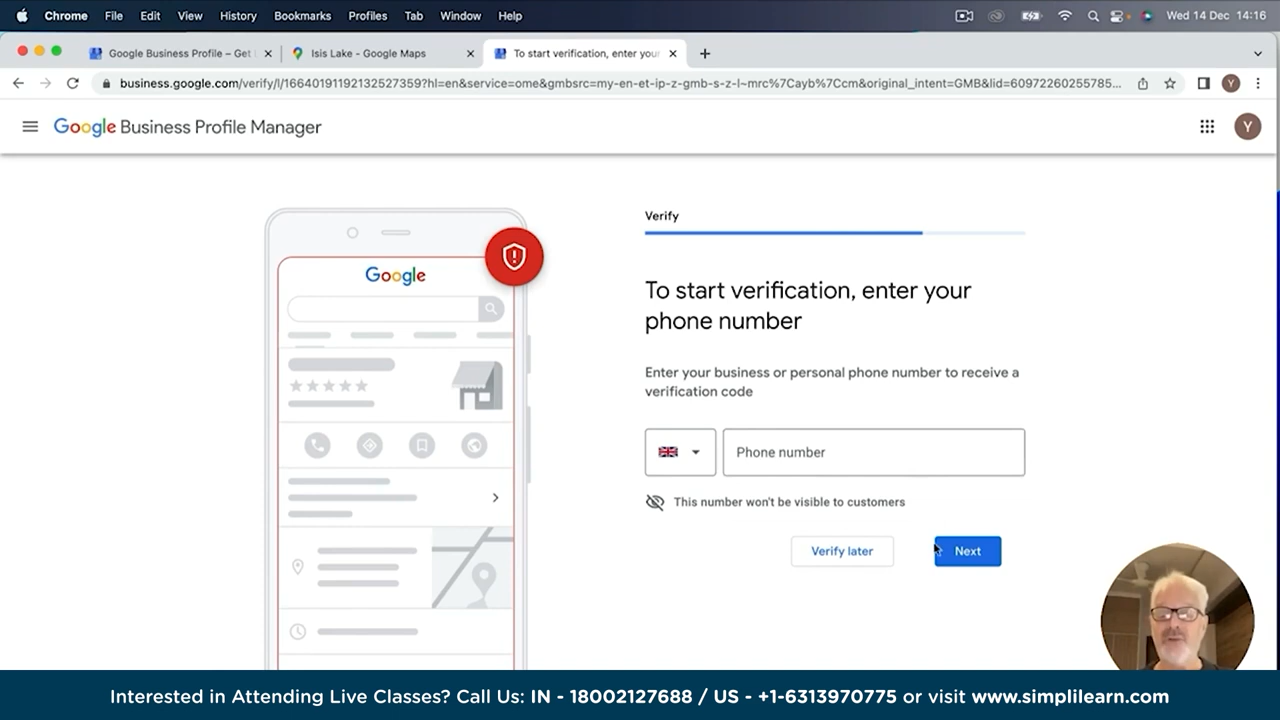 Chrome File Edit View History Bookmarks Profiles Tab Window Help Wed 14 Dec 14:16
Google Business Profile – Get Isis Lake - Google Maps To start verification, enter your
business.google.com/verify/l/16640191192132527359?hl=en&service=ome&gmbsrc=my-en-et-ip-z-gmb-s-z-l~mrc%7Cayb%7Ccm&original_intent=GMB&lid=60972260255785... Y
Google Business Profile Manager Y
Verify
Google
To start verification, enter your
phone number
Enter your business or personal phone number to receive a
verification code
Phone number
This number won't be visible to customers
Verify later Next
Interested in Attending Live Classes? Call Us: IN - 18002127688 / US - +1-6313970775 or visit www.simplilearn.com